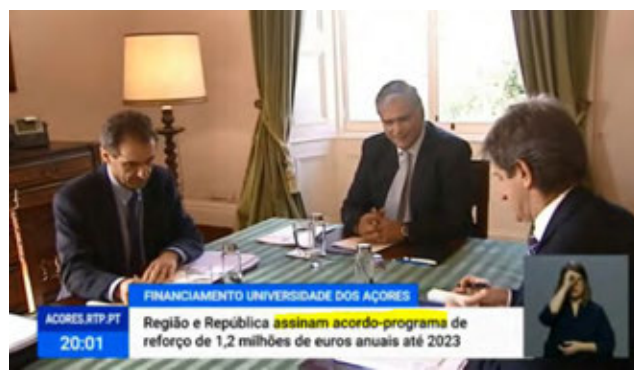 FINANCIAMENTO UNIVERSIDADE DOS AÇORES
ACORES.RTP.PT
20:01
Região e República assinam acordo-programa de
reforço de 1,2 milhões de euros anuais até 2023